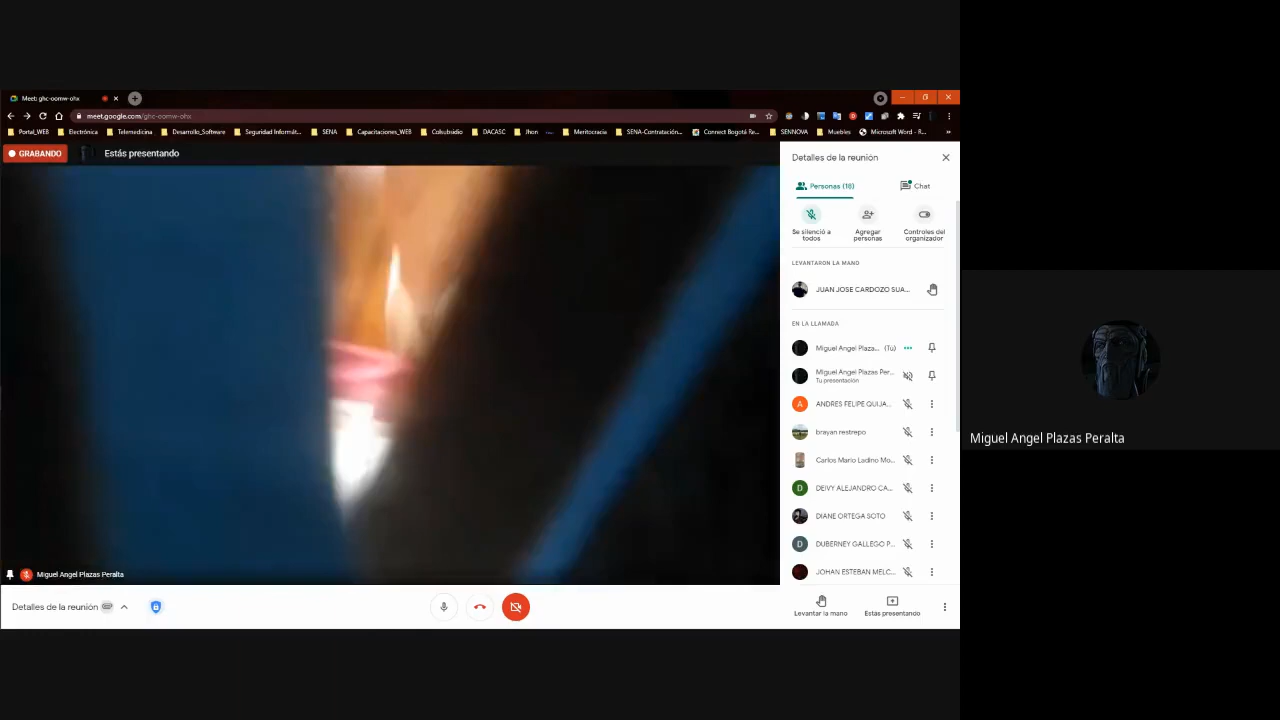 Meet: ghc-oomw-ohx
meet.google.com/ghc-oomw-ohx
Portal_WEB Electrónica Telemedicina Desarrollo_Software Seguridad Informát... SENA Capacitaciones_WEB Colsubsidio DACASC Jhon Meritocracia SENA-Contratación... Connect Bogotá Re... SENNOVA Muebles Microsoft Word - R... »
GRABANDO Estás presentando
Detalles de la reunión
Personas (16) Chat
Se silenció a todos
Agregar personas
Controles del organizador
LEVANTARON LA MANO
JUAN JOSE CARDOZO SUA...
EN LA LLAMADA
Miguel Angel Plaza... (Tú)
Miguel Angel Plazas Per...
Tu presentación
A ANDRES FELIPE QUIJA...
brayan restrepo
Carlos Mario Ladino Mo...
D DEIVY ALEJANDRO CA...
DIANE ORTEGA SOTO
D DUBERNEY GALLEGO P...
JOHAN ESTEBAN MELC...
Miguel Angel Plazas Peralta
Detalles de la reunión
Levantar la mano
Estás presentando
Miguel Angel Plazas Peralta